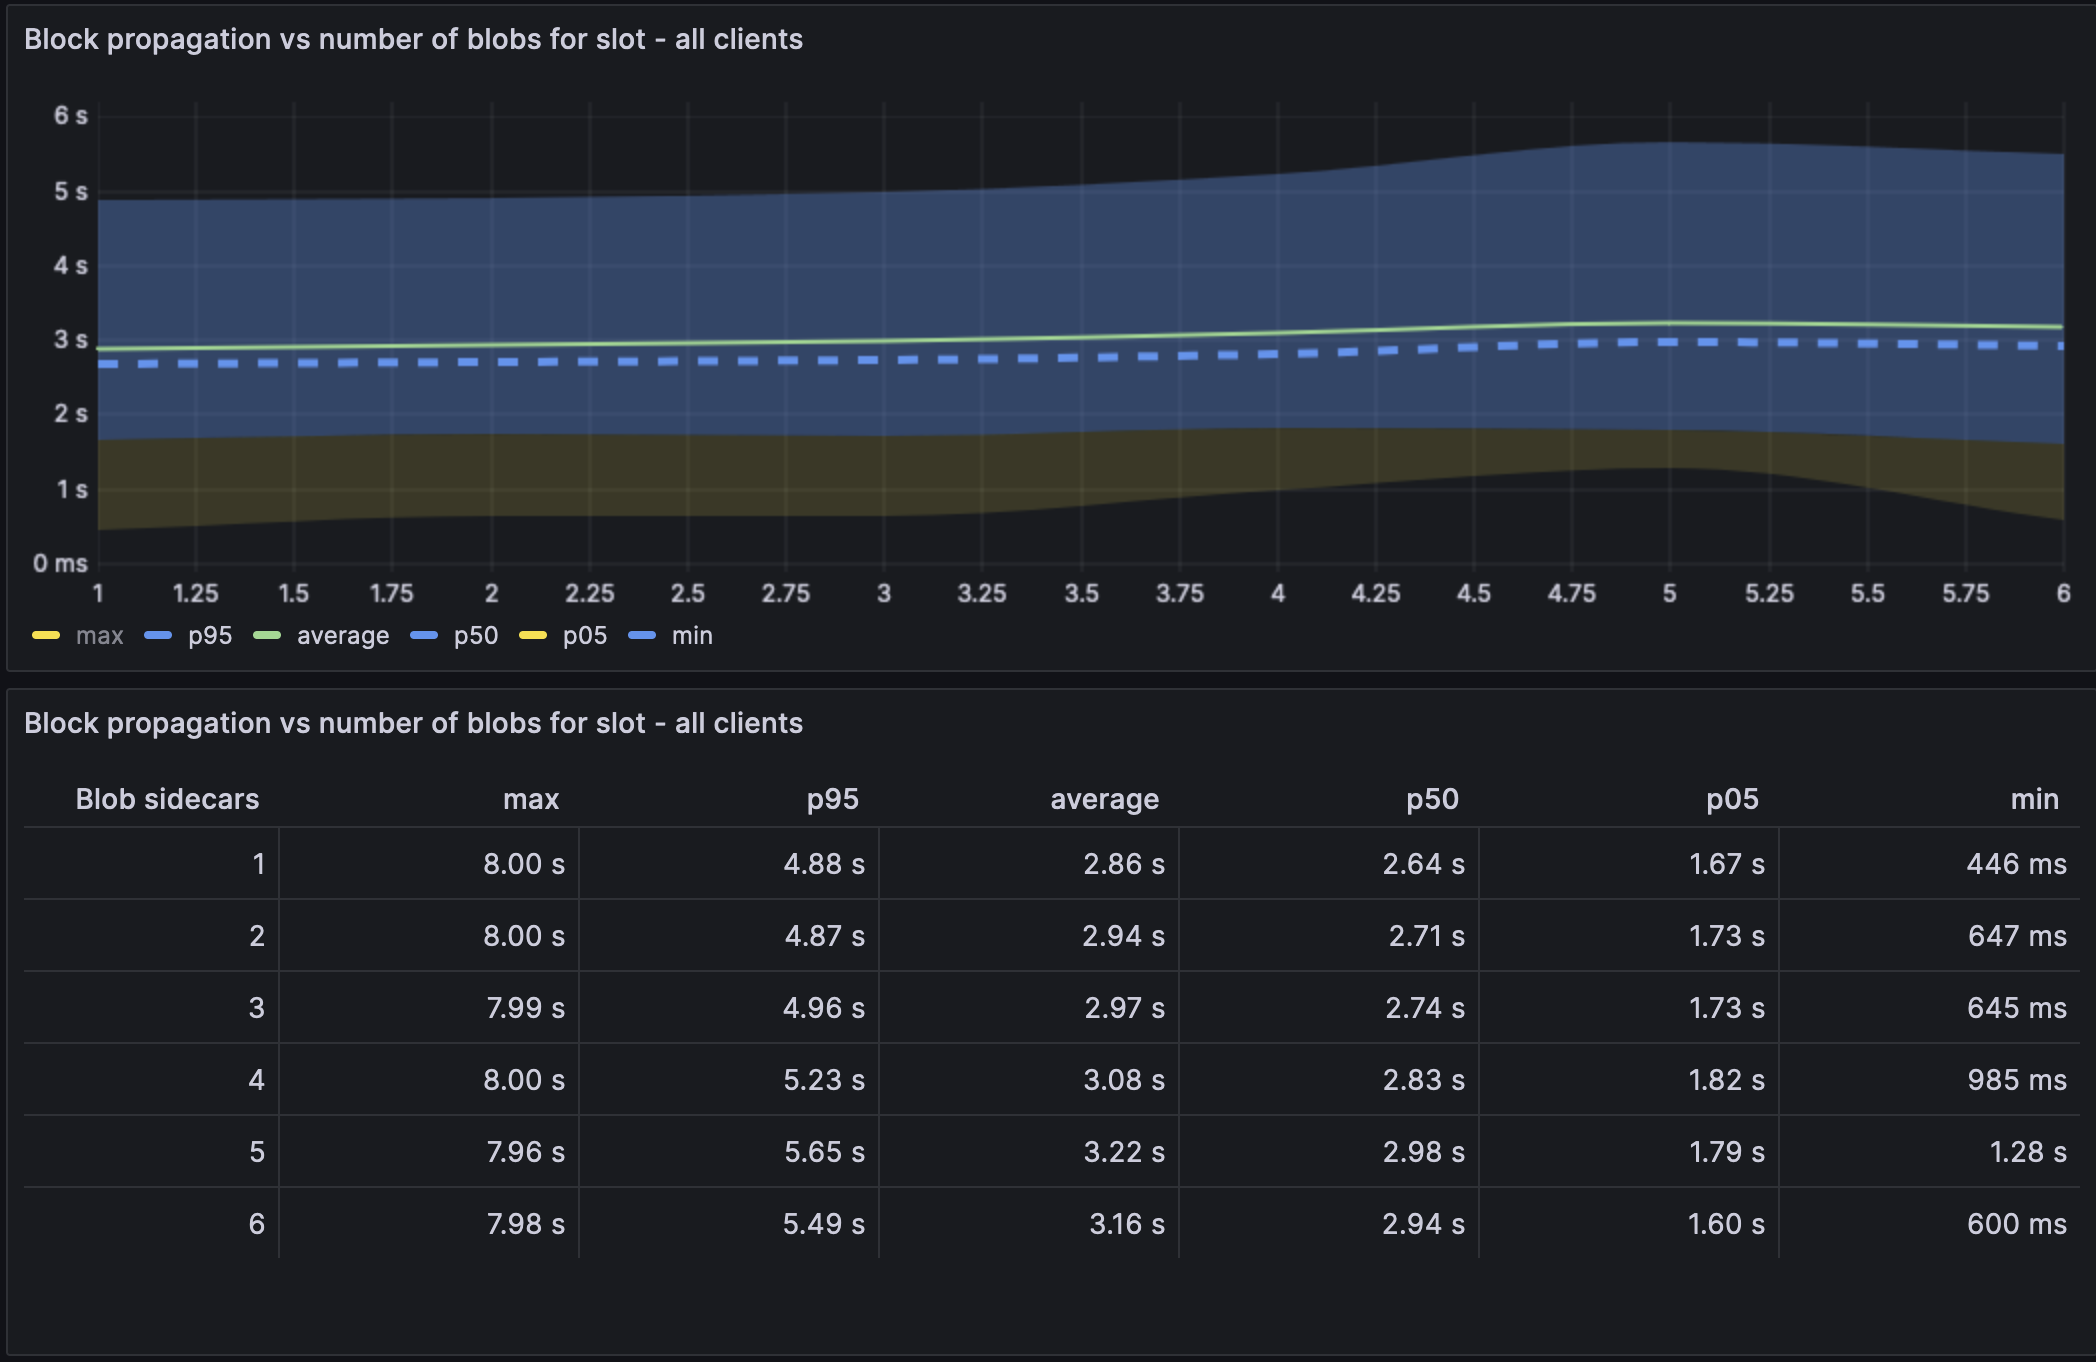 Block propagation vs number of blobs for slot - all clients
6 s
5 s
4 s
3 s
2 s
1 s
0 ms
1 1.25 1.5 1.75 2 2.25 2.5 2.75 3 3.25 3.5 3.75 4 4.25 4.5 4.75 5 5.25 5.5 5.75 6
max p95 average p50 p05 min
Block propagation vs number of blobs for slot - all clients
Blob sidecars max p95 average p50 p05 min
1 8.00 s 4.88 s 2.86 s 2.64 s 1.67 s 446 ms
2 8.00 s 4.87 s 2.94 s 2.71 s 1.73 s 647 ms
3 7.99 s 4.96 s 2.97 s 2.74 s 1.73 s 645 ms
4 8.00 s 5.23 s 3.08 s 2.83 s 1.82 s 985 ms
5 7.96 s 5.65 s 3.22 s 2.98 s 1.79 s 1.28 s
6 7.98 s 5.49 s 3.16 s 2.94 s 1.60 s 600 ms